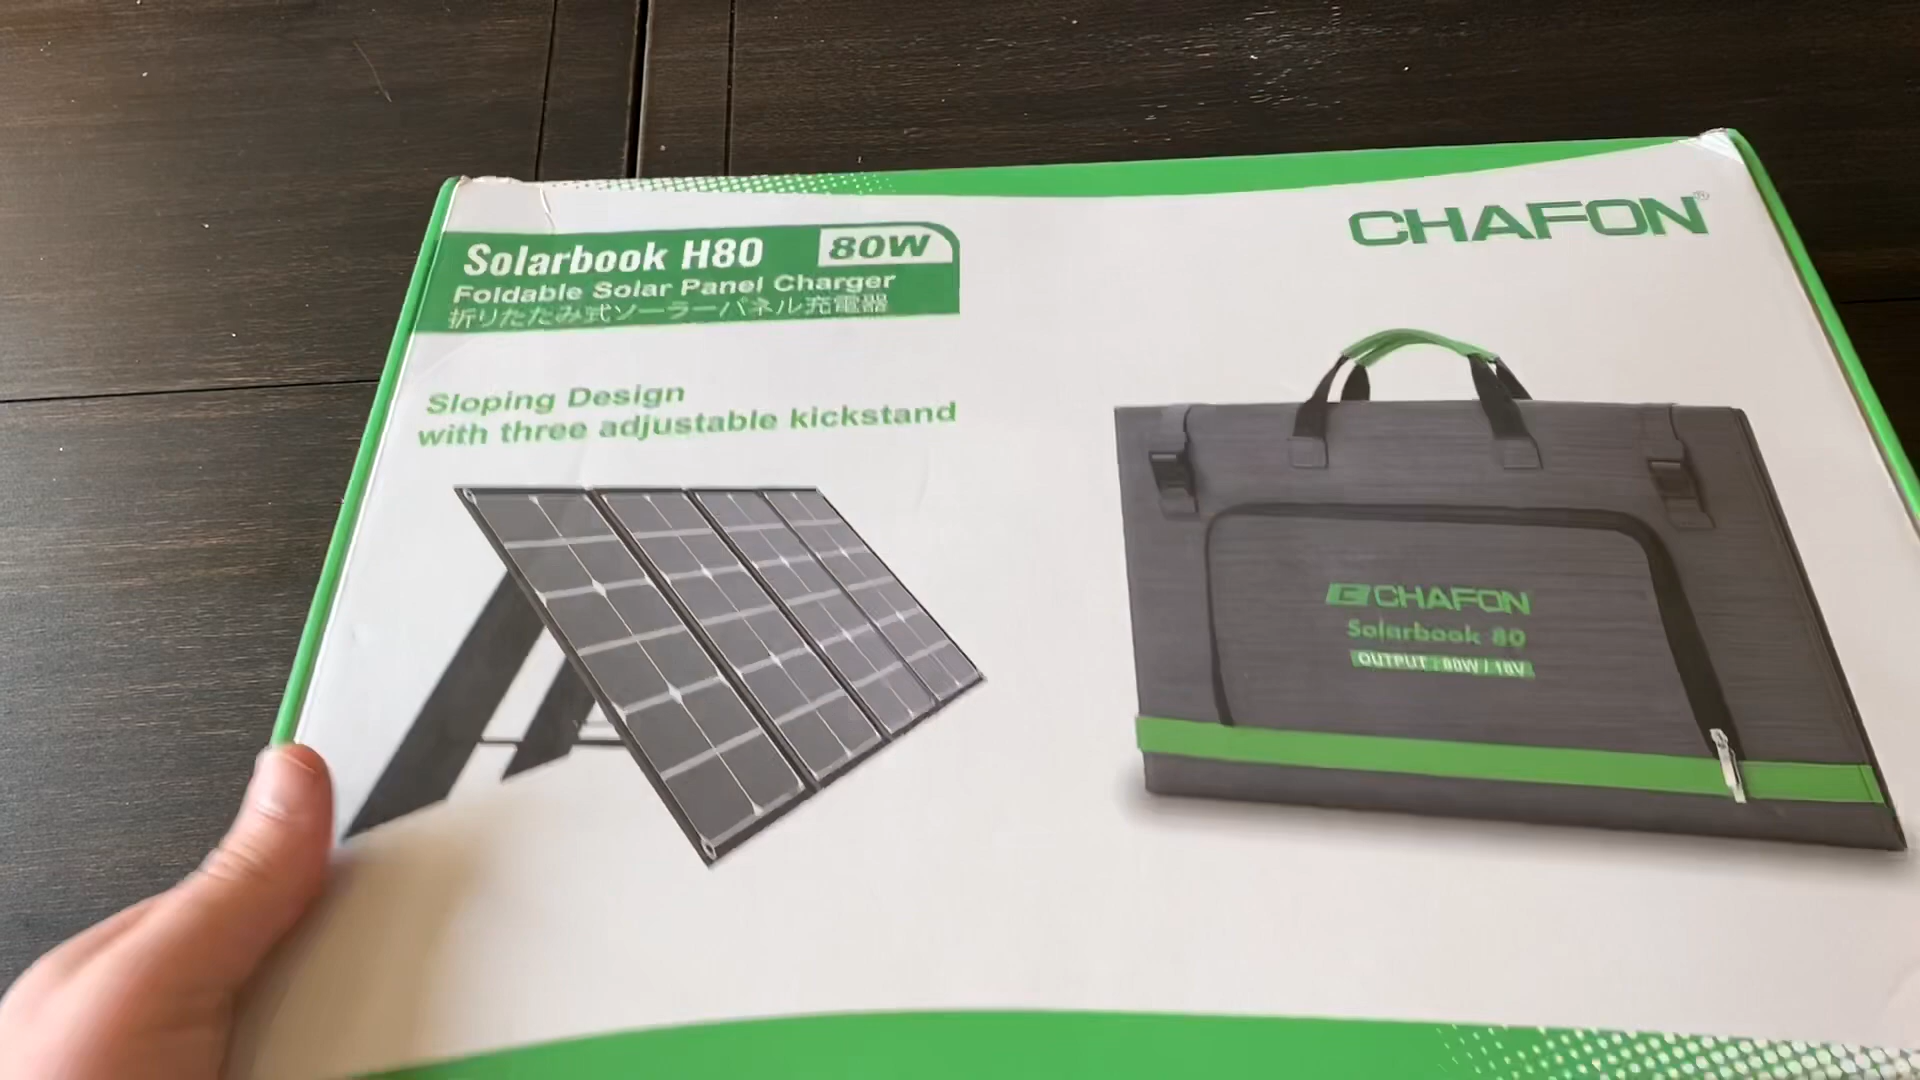 Solarbook H80 80W
Foldable Solar Panel Charger
折りたたみ式ソーラーパネル充電器
CHAFON®
Sloping Design
with three adjustable kickstand
CHAFON
Solarbook 80
OUTPUT : 80W / 18V